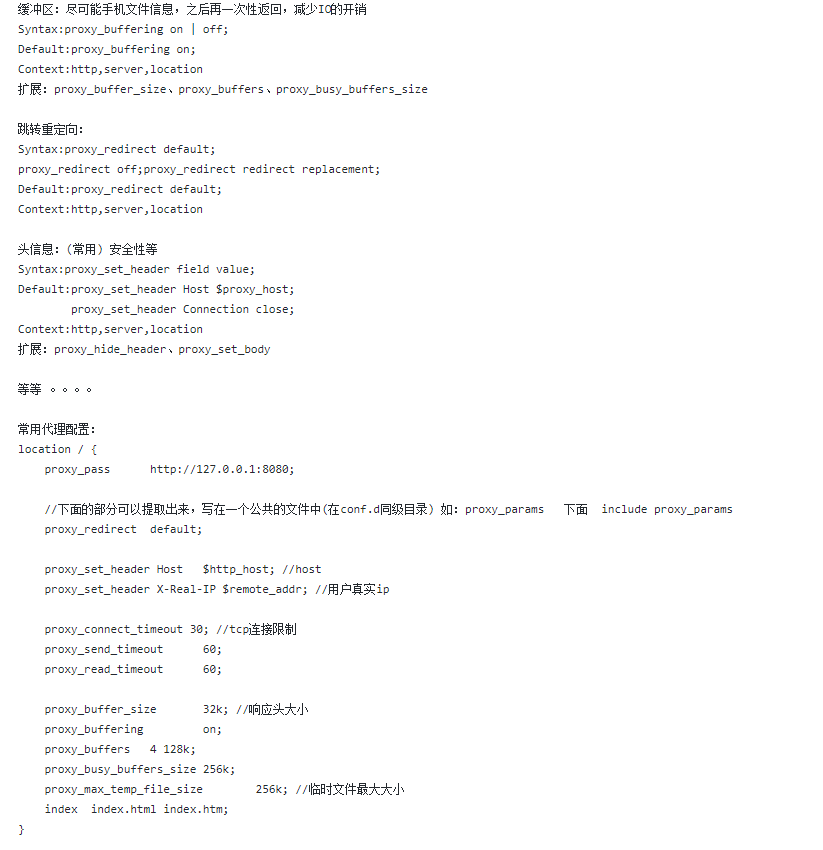 缓冲区：尽可能手机文件信息，之后再一次性返回，减少IO的开销
Syntax:proxy_buffering on | off;
Default:proxy_buffering on;
Context:http,server,location
扩展：proxy_buffer_size、proxy_buffers、proxy_busy_buffers_size
跳转重定向：
Syntax:proxy_redirect default;
proxy_redirect off;proxy_redirect redirect replacement;
Default:proxy_redirect default;
Context:http,server,location
头信息：（常用）安全性等
Syntax:proxy_set_header field value;
Default:proxy_set_header Host $proxy_host;
        proxy_set_header Connection close;
Context:http,server,location
扩展：proxy_hide_header、proxy_set_body
等等 。。。。
常用代理配置：
location / {
    proxy_pass      http://127.0.0.1:8080;
    //下面的部分可以提取出来，写在一个公共的文件中(在conf.d同级目录) 如：proxy_params   下面  include proxy_params
    proxy_redirect  default;
    proxy_set_header Host   $http_host; //host
    proxy_set_header X-Real-IP $remote_addr; //用户真实ip
    proxy_connect_timeout 30; //tcp连接限制
    proxy_send_timeout      60;
    proxy_read_timeout      60;
    proxy_buffer_size       32k; //响应头大小
    proxy_buffering         on;
    proxy_buffers   4 128k;
    proxy_busy_buffers_size 256k;
    proxy_max_temp_file_size        256k; //临时文件最大大小
    index  index.html index.htm;
}